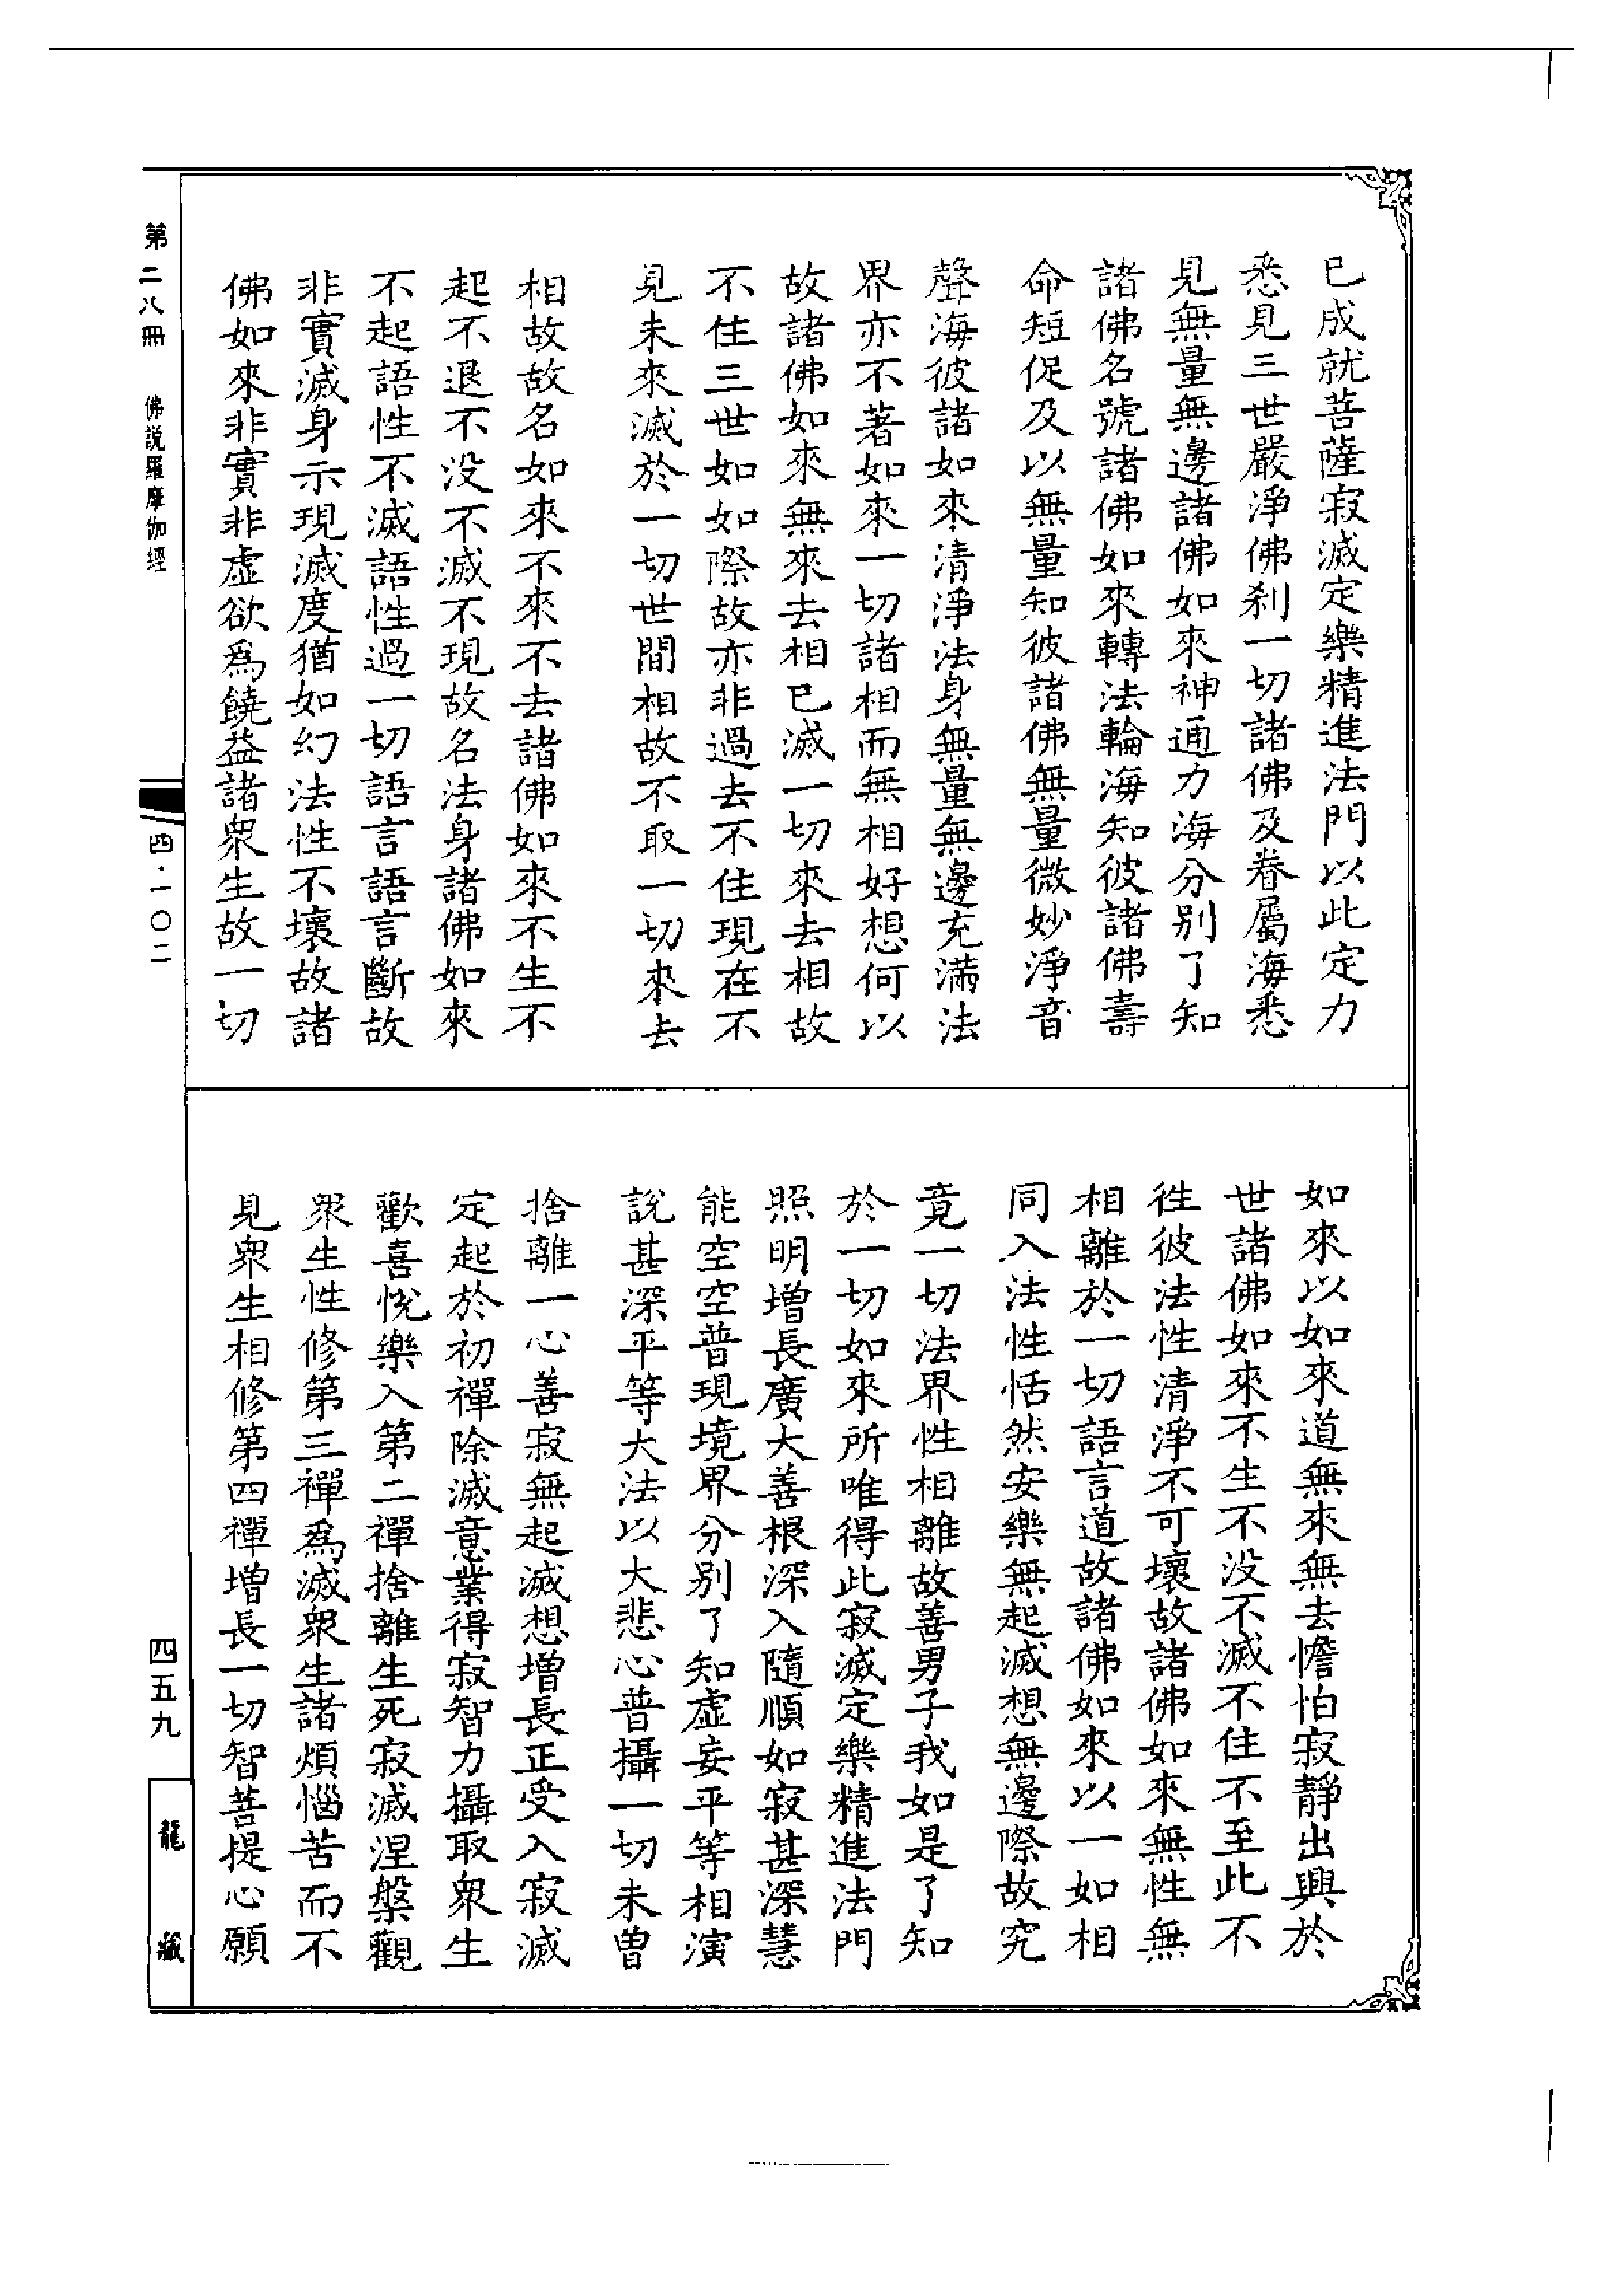 已成就菩薩寂滅定樂精進法門以此定力
悉見三世嚴淨佛刹一切諸佛及眷屬海悉
見無量無邊諸佛如來神通力海分別了知
諸佛名號諸佛如來轉法輪海知彼諸佛壽
命短促及以無量知彼諸佛無量微妙淨音
聲海彼諸如來清淨法身無量無邊充滿法
界亦不著如來一切諸相而無相好想何以
故諸佛如來無來去相已滅一切來去相故
不住三世如如際故亦非過去不住現在不
見未來滅於一切世間相故不取一切來去
相故故名如來不來不去諸佛如來不生不
起不退不没不滅不現故名法身諸佛如來
不起語性不滅語性過一切語言語言斷故
非實滅身示現滅度猶如幻法性不壞故諸
佛如來非實非虛欲爲饒益諸衆生故一切
如來以如來道無來無去憺怕寂靜出興於
世諸佛如來不生不没不滅不住不至此不
徃彼法性清淨不可壞故諸佛如來無性無
相離於一切語言道故諸佛如來以一如相
同入法性恬然安樂無起滅想無邊際故究
竟一切法界性相離故善男子我如是了知
於一切如來所唯得此寂滅定樂精進法門
照明增長廣大善根深入隨順如寂甚深慧
能空空普現境界分別了知虛妄平等相演
說甚深平等大法以大悲心普攝一切未曾
捨離一心善寂無起滅想增長正受入寂滅
定起於初禪除滅意業得寂智力攝取衆生
歡喜悅樂入第二禪捨離生死寂滅涅槃觀
衆生性修第三禪爲滅衆生諸煩惱苦而不
見衆生相修第四禪增長一切智菩提心願
第二八冊　佛説羅摩伽經
四·一〇二
四五九
龍藏